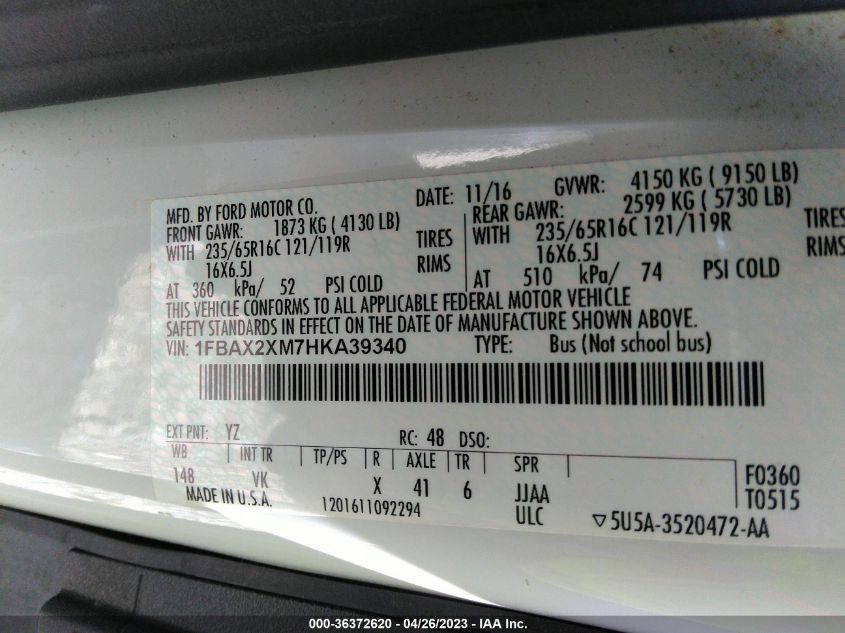 MFD. BY FORD MOTOR CO. DATE: 11/16 GVWR: 4150 KG ( 9150 LB)
FRONT GAWR: 1873 KG ( 4130 LB) REAR GAWR: 2599 KG ( 5730 LB)
WITH 235/65R16C 121/119R TIRES WITH 235/65R16C 121/119R TIRES
16X6.5J RIMS 16X6.5J RIMS
AT 360 kPa/ 52 PSI COLD AT 510 kPa/ 74 PSI COLD
THIS VEHICLE CONFORMS TO ALL APPLICABLE FEDERAL MOTOR VEHICLE
SAFETY STANDARDS IN EFFECT ON THE DATE OF MANUFACTURE SHOWN ABOVE.
VIN: 1FBAX2XM7HKA39340 TYPE: Bus (Not school bus)
EXT PNT: YZ RC: 48 DSO:
WB INT TR TP/PS R AXLE TR SPR F0360
148 VK X 41 6 JJAA T0515
MADE IN U.S.A. 1201611092294 ULC ▽5U5A-3520472-AA
000-36372620 - 04/26/2023 - IAA Inc.